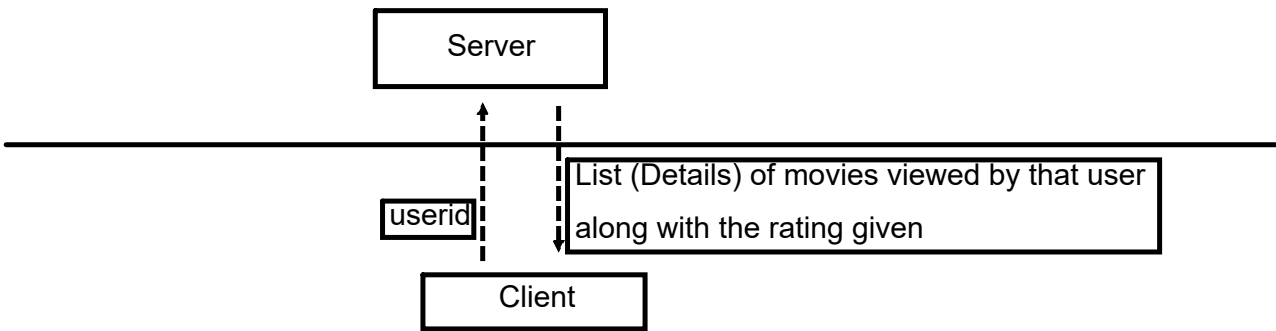 Server
List (Details) of movies viewed by that user
userid
along with the rating given
Client